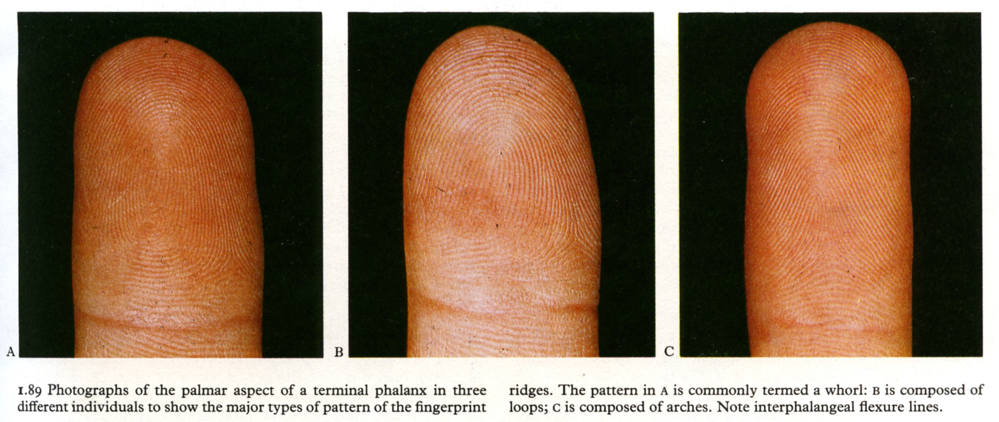 A
B
C
1.89 Photographs of the palmar aspect of a terminal phalanx in three
different individuals to show the major types of pattern of the fingerprint
ridges. The pattern in A is commonly termed a whorl: B is composed of
loops; C is composed of arches. Note interphalangeal flexure lines.